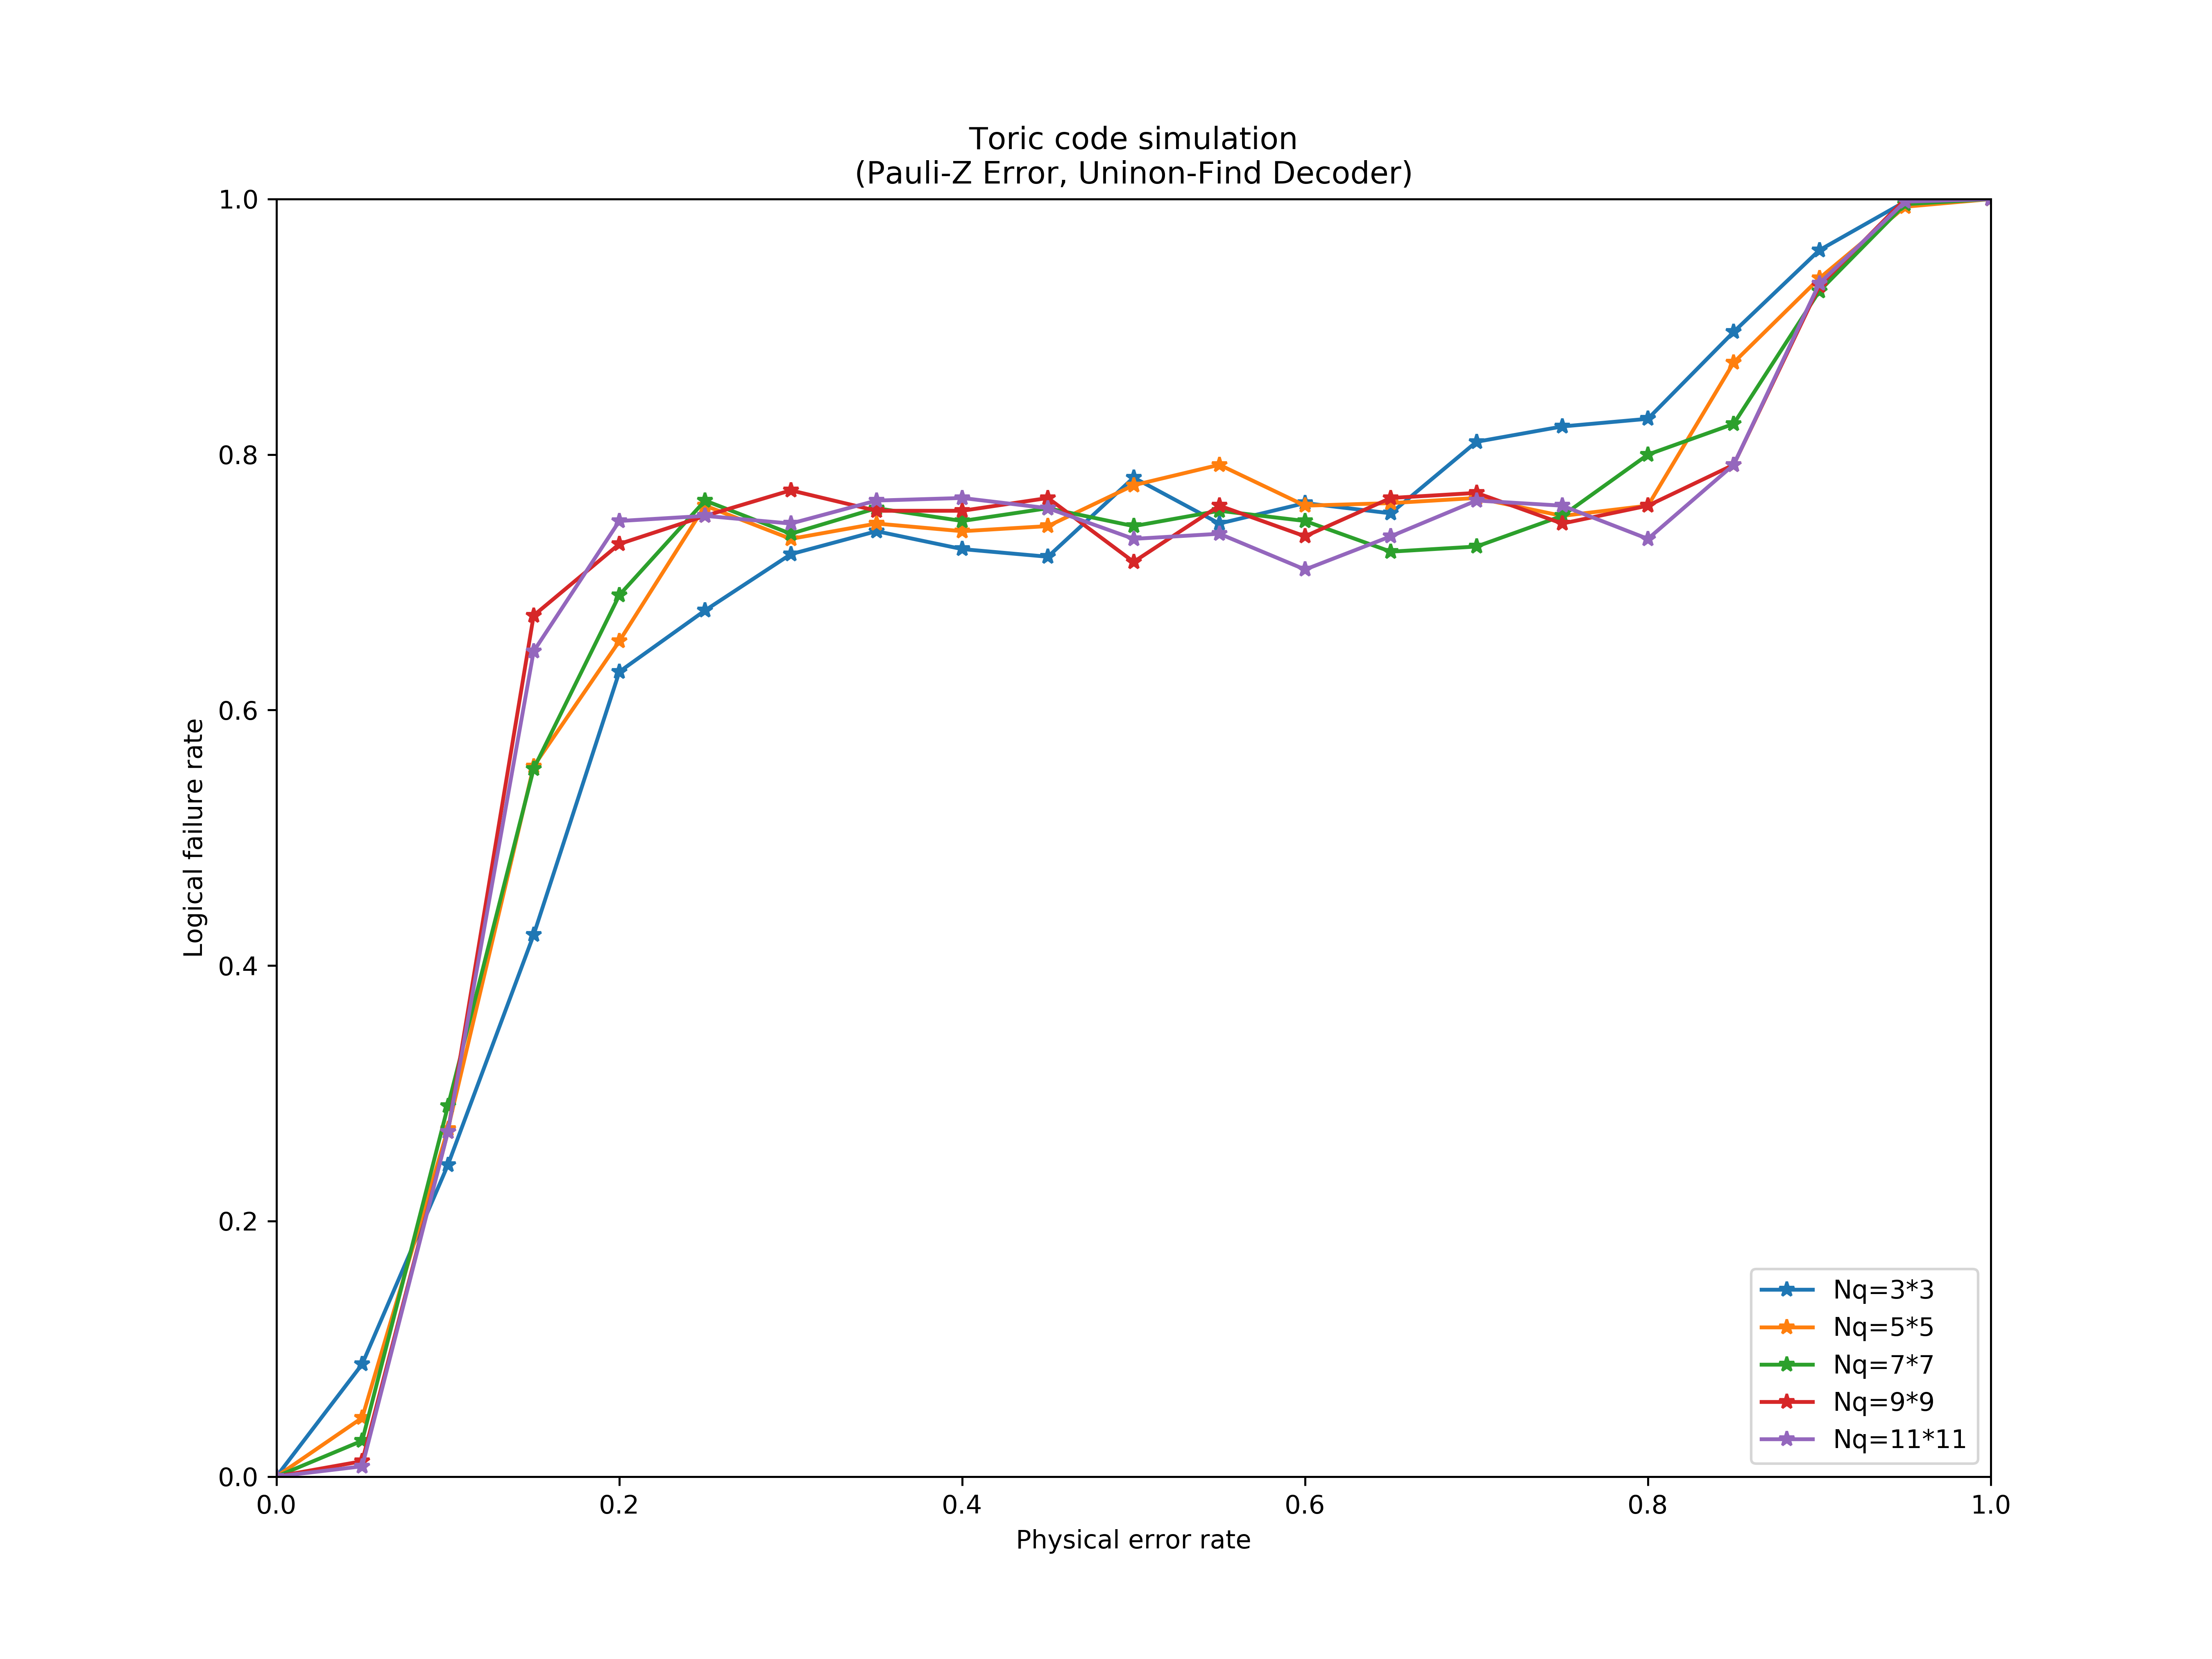 Toric code simulation
(Pauli-Z Error, Uninon-Find Decoder)
1.0
0.8
0.6
0.4
0.2
0.0
Logical failure rate
0.0 0.2 0.4 0.6 0.8 1.0
Physical error rate
Nq=3*3
Nq=5*5
Nq=7*7
Nq=9*9
Nq=11*11